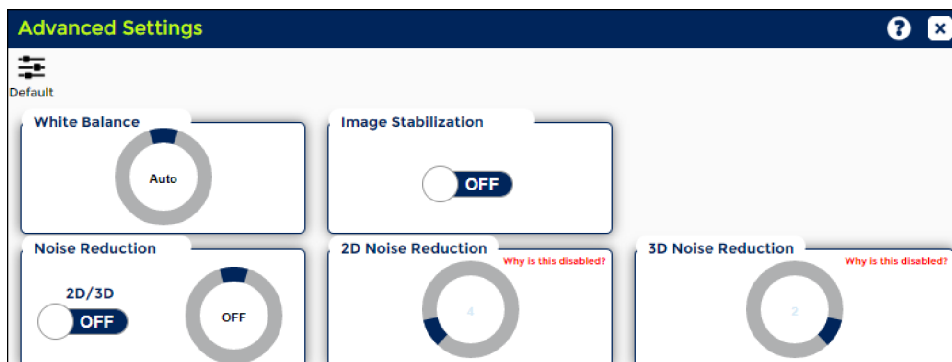 Advanced Settings
?
Default
White Balance
Auto
Image Stabilization
OFF
Noise Reduction
2D/3D
OFF
OFF
2D Noise Reduction
Why is this disabled?
4
3D Noise Reduction
Why is this disabled?
2